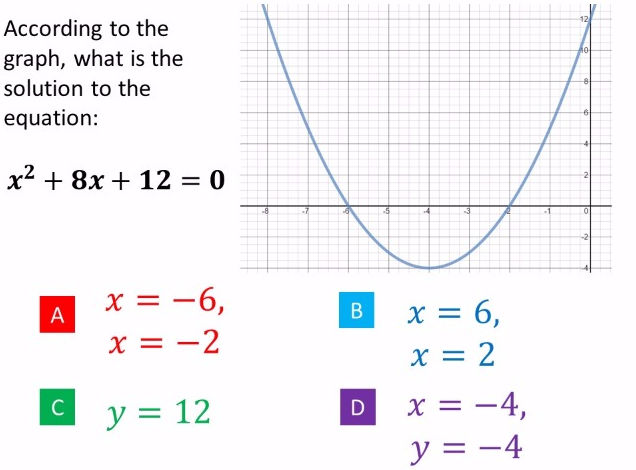 According to the
graph, what is the
solution to the
equation:
x² + 8x + 12 = 0
12
10
8
6
4
2
-8 -7 -6 -5 -4 -3 -2 -1 0
-2
-4
A x = −6,
x = −2
B x = 6,
x = 2
C y = 12
D x = −4,
y = −4